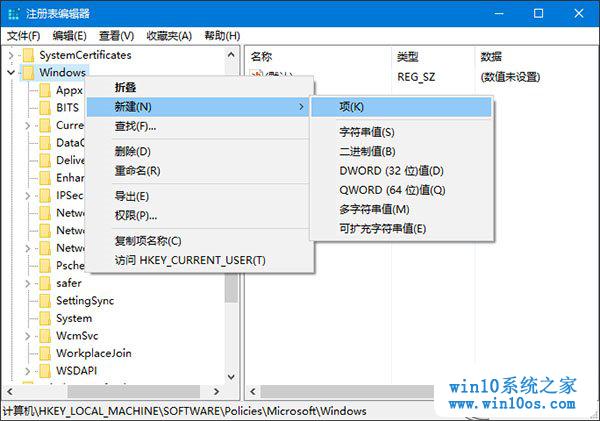 注册表编辑器
文件(F) 编辑(E) 查看(V) 收藏夹(A) 帮助(H)
SystemCertificates
Windows
Appx
BITS
Curre
DataC
Delive
Enhar
IPSec
Netw
Netw
Netw
Psche
safer
SettingSync
System
WcmSvc
WorkplaceJoin
WSDAPI
折叠
新建(N)
查找(F)...
删除(D)
重命名(R)
导出(E)
权限(P)...
复制项名称(C)
访问 HKEY_CURRENT_USER(T)
项(K)
字符串值(S)
二进制值(B)
DWORD (32 位)值(D)
QWORD (64 位)值(Q)
多字符串值(M)
可扩充字符串值(E)
名称 类型 数据
REG_SZ (数值未设置)
计算机\HKEY_LOCAL_MACHINE\SOFTWARE\Policies\Microsoft\Windows
win10系统之家
www.win10os.com